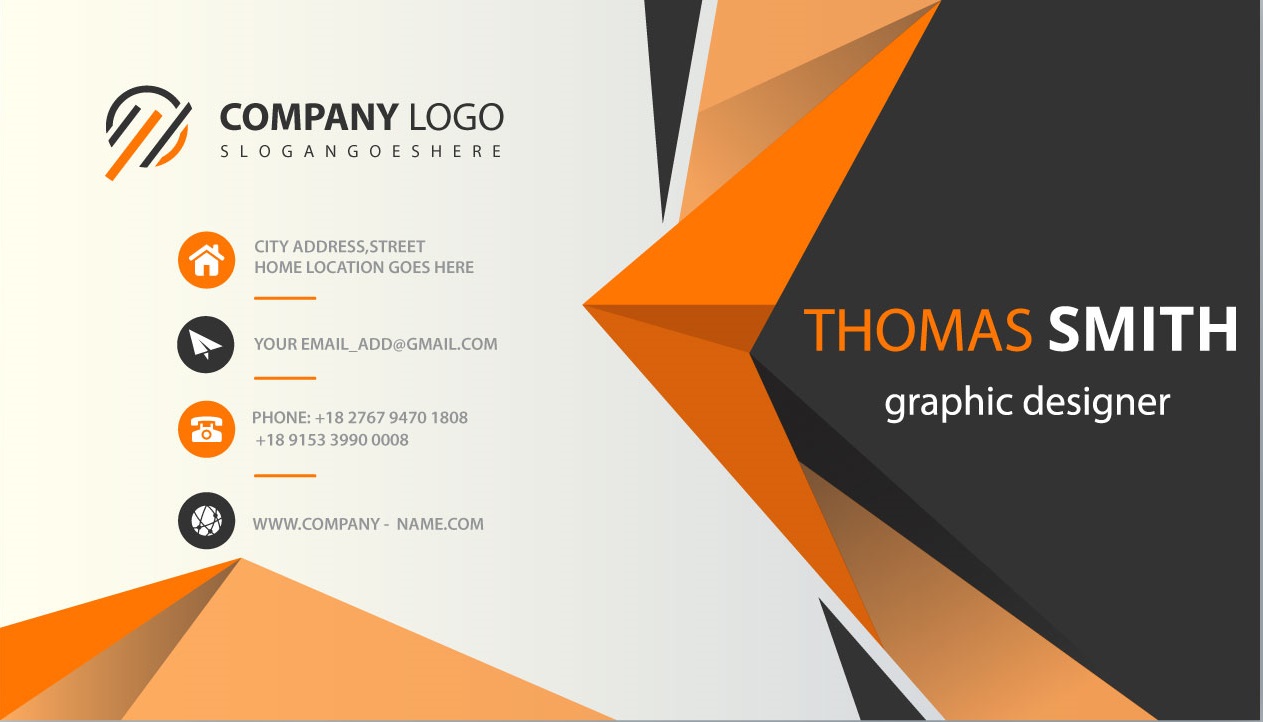 COMPANY LOGO
SLOGANGOESHERE
CITY ADDRESS,STREET
HOME LOCATION GOES HERE
YOUR EMAIL_ADD@GMAIL.COM
PHONE: +18 2767 9470 1808
+18 9153 3990 0008
WWW.COMPANY - NAME.COM
THOMAS SMITH
graphic designer